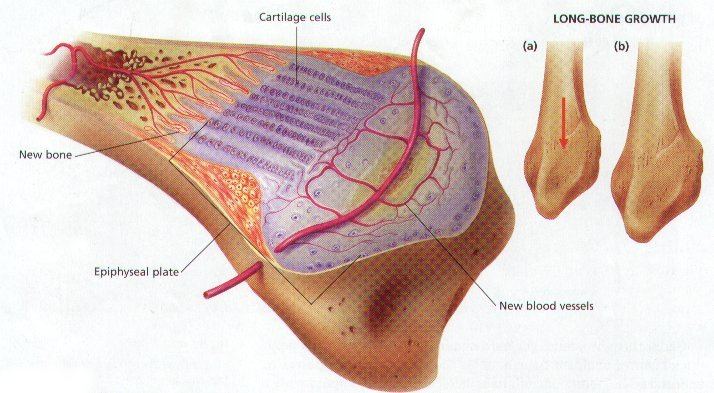 Cartilage cells
LONG-BONE GROWTH
(a)
(b)
New bone
Epiphyseal plate
New blood vessels